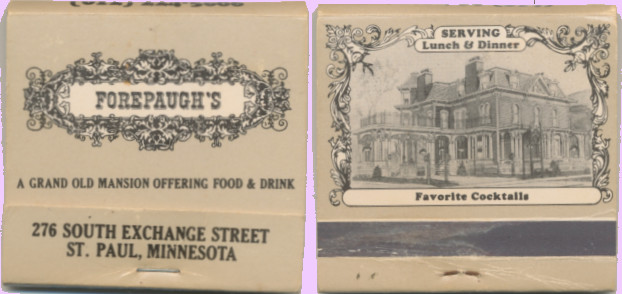 FOREPAUGH'S
A GRAND OLD MANSION OFFERING FOOD & DRINK
276 SOUTH EXCHANGE STREET
ST. PAUL, MINNESOTA
SERVING
Lunch & Dinner
Favorite Cocktails